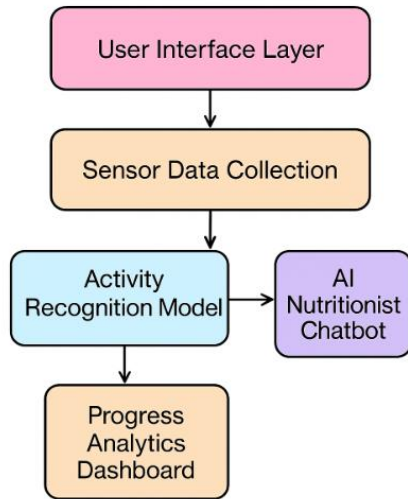 User Interface Layer
Sensor Data Collection
Activity
Recognition Model
AI
Nutritionist
Chatbot
Progress
Analytics
Dashboard